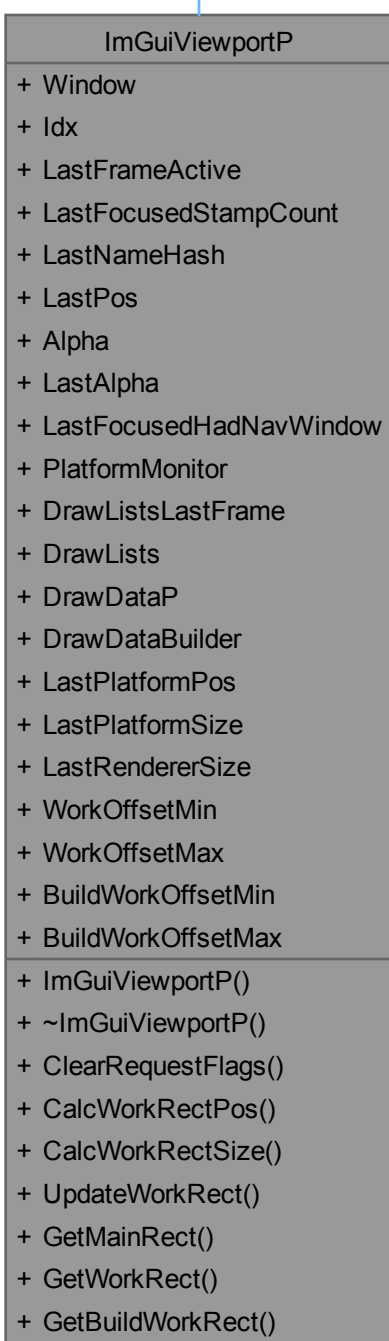 ImGuiViewportP
+ Window
+ Idx
+ LastFrameActive
+ LastFocusedStampCount
+ LastNameHash
+ LastPos
+ Alpha
+ LastAlpha
+ LastFocusedHadNavWindow
+ PlatformMonitor
+ DrawListsLastFrame
+ DrawLists
+ DrawDataP
+ DrawDataBuilder
+ LastPlatformPos
+ LastPlatformSize
+ LastRendererSize
+ WorkOffsetMin
+ WorkOffsetMax
+ BuildWorkOffsetMin
+ BuildWorkOffsetMax
+ ImGuiViewportP()
+ ~ImGuiViewportP()
+ ClearRequestFlags()
+ CalcWorkRectPos()
+ CalcWorkRectSize()
+ UpdateWorkRect()
+ GetMainRect()
+ GetWorkRect()
+ GetBuildWorkRect()